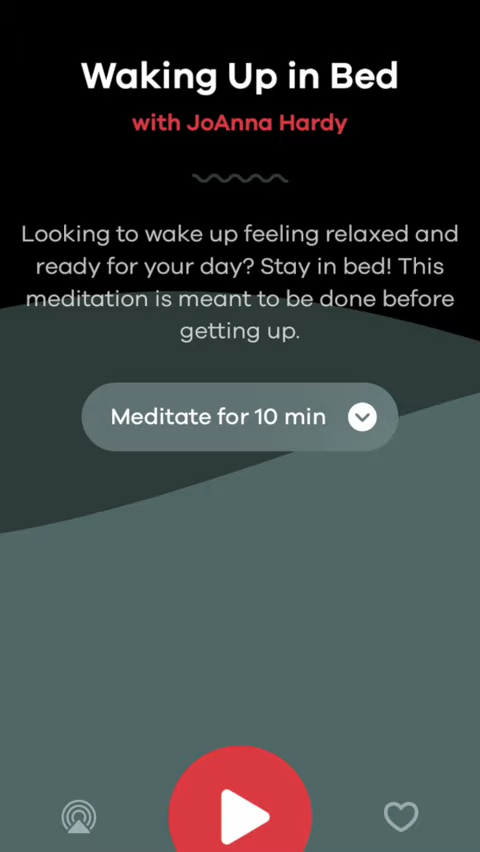 Waking Up in Bed
with JoAnna Hardy
Looking to wake up feeling relaxed and
ready for your day? Stay in bed! This
meditation is meant to be done before
getting up.
Meditate for 10 min